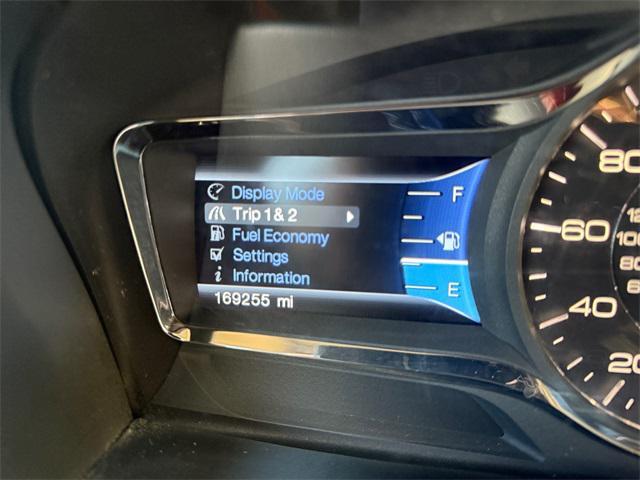 Display Mode
Trip 1 & 2
Fuel Economy
Settings
Information
169255 mi
F
E
80
60
40
20